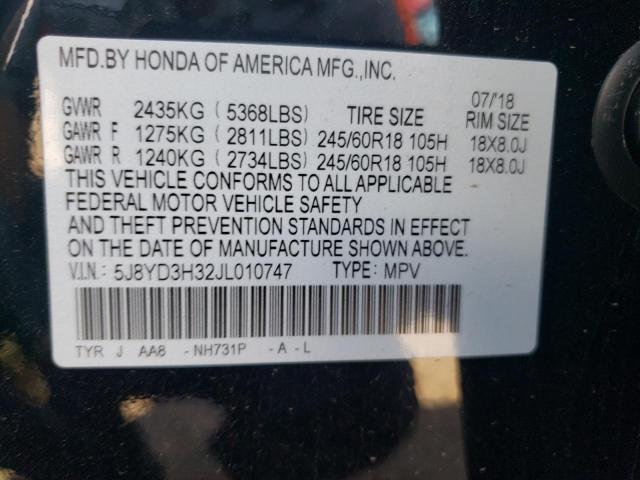 MFD.BY HONDA OF AMERICA MFG.,INC.
07/'18
GVWR 2435KG ( 5368LBS) TIRE SIZE RIM SIZE
GAWR F 1275KG ( 2811LBS) 245/60R18 105H 18X8.0J
GAWR R 1240KG ( 2734LBS) 245/60R18 105H 18X8.0J
THIS VEHICLE CONFORMS TO ALL APPLICABLE
FEDERAL MOTOR VEHICLE SAFETY
AND THEFT PREVENTION STANDARDS IN EFFECT
ON THE DATE OF MANUFACTURE SHOWN ABOVE.
V.I.N.: 5J8YD3H32JL010747 TYPE: MPV
TYR J AA8 -NH731P -A-L